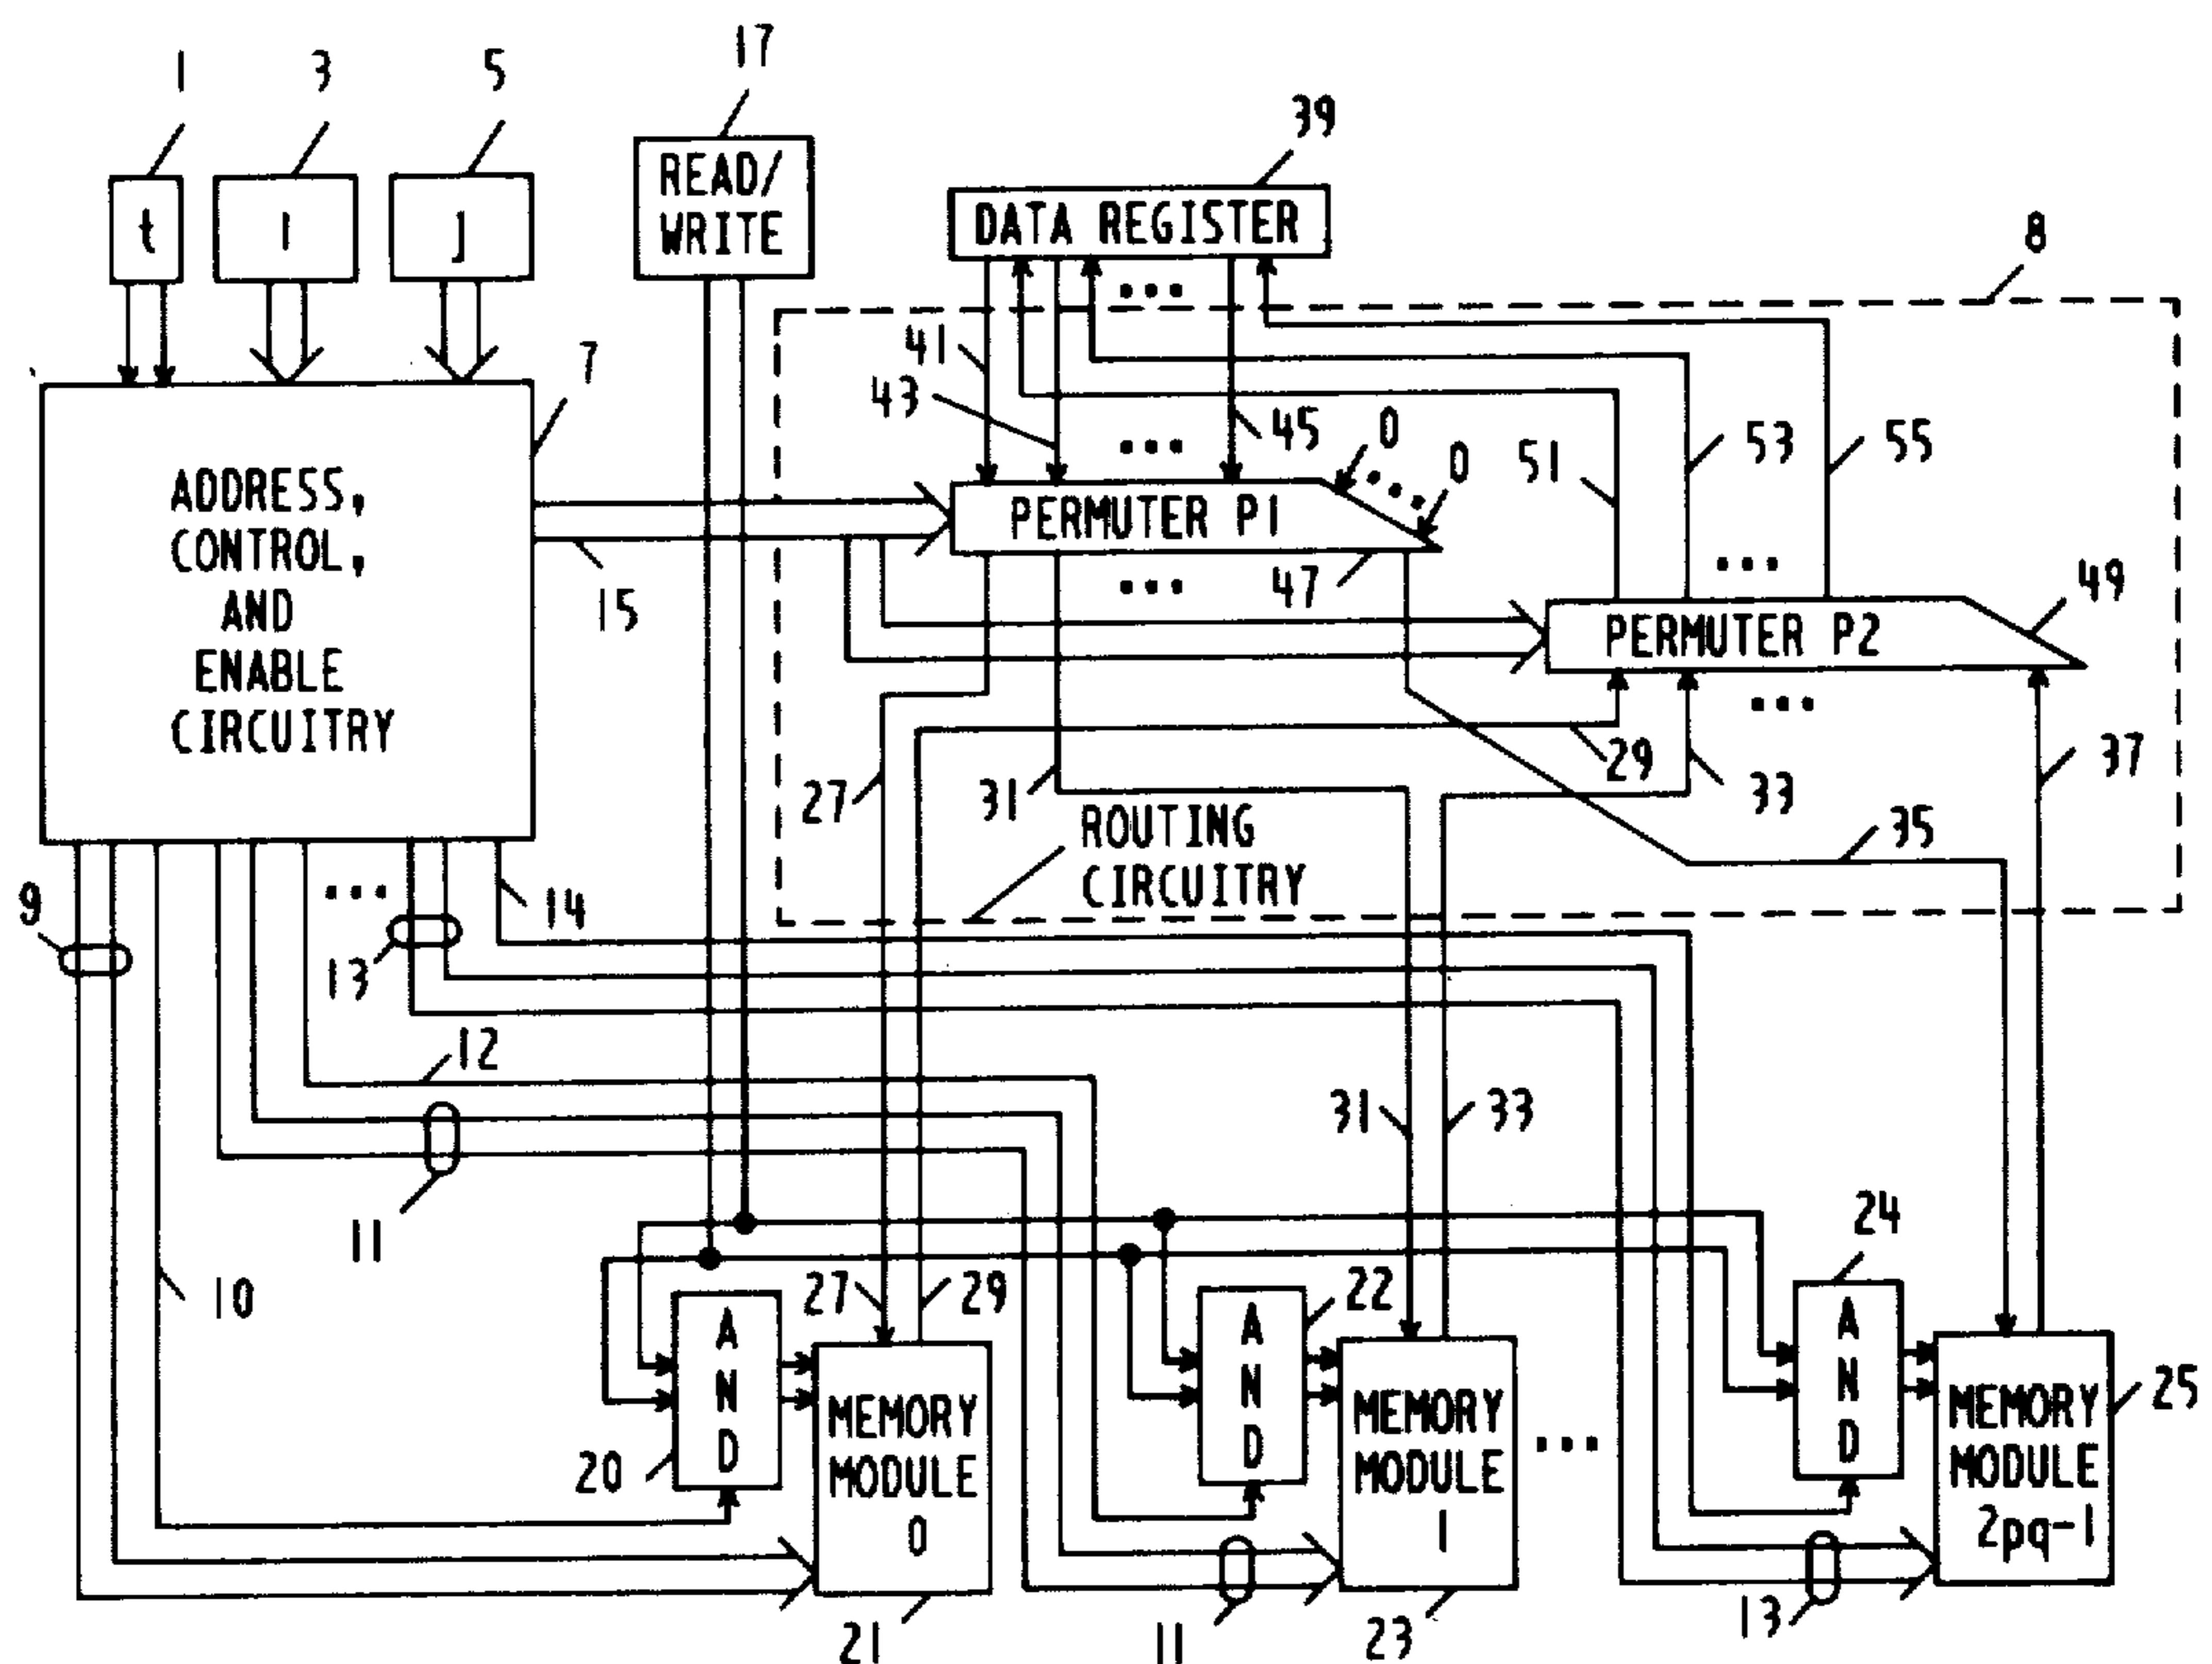 17
1
3
5
39
READ/
WRITE
t
I
J
DATA REGISTER
8
7
41
43
45
0
0
51
53
55
ADDRESS,
CONTROL,
AND
ENABLE
CIRCUITRY
PERMUTER P1
15
47
49
PERMUTER P2
27
31
29
33
37
ROUTING
CIRCUITRY
35
9
14
13
12
31
33
11
10
24
27
29
22
AND
AND
AND
20
MEMORY
MODULE
0
MEMORY
MODULE
1
MEMORY
MODULE
2pq-1
25
21
11
23
13